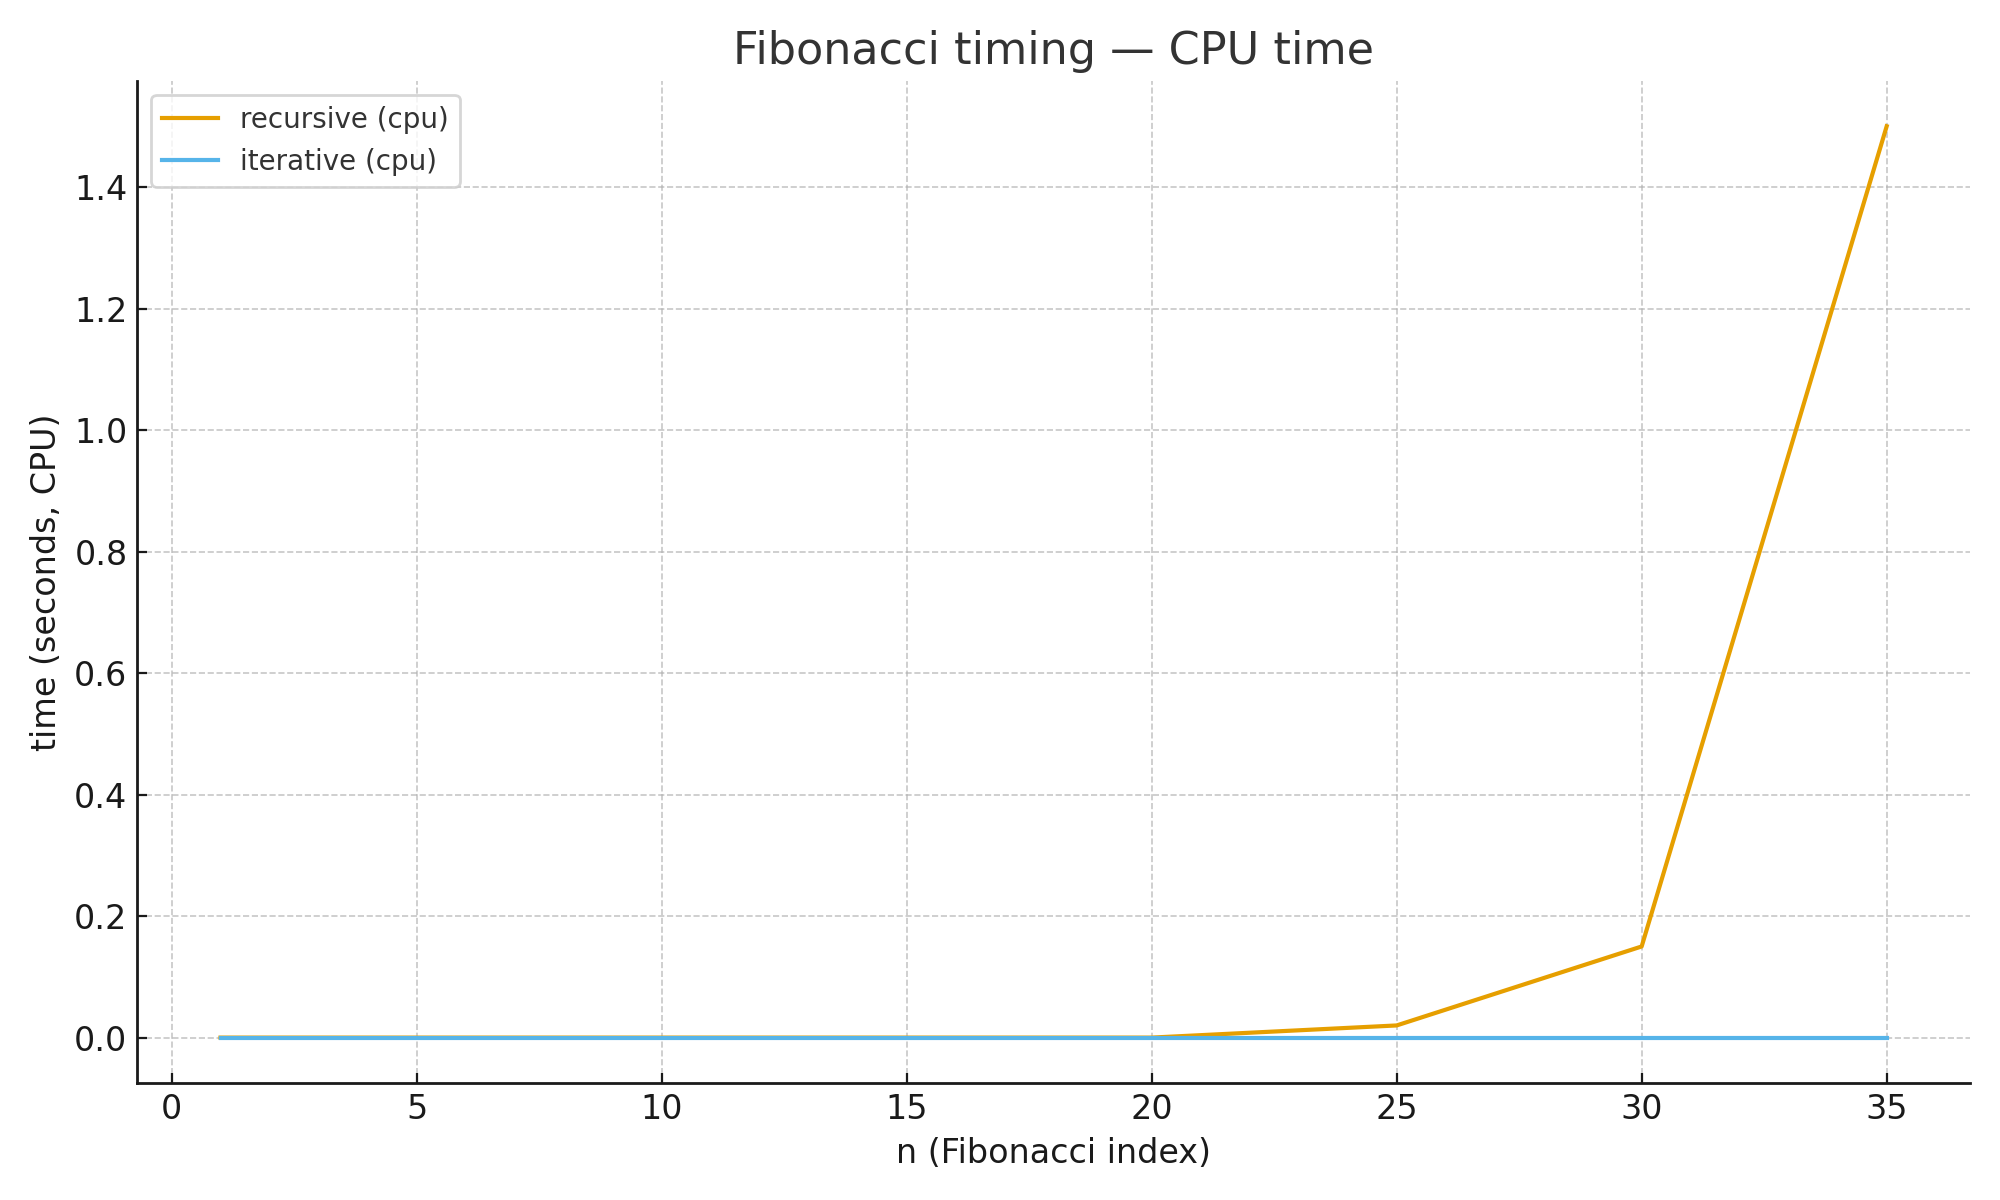 Fibonacci timing — CPU time
recursive (cpu)
iterative (cpu)
time (seconds, CPU)
1.4
1.2
1.0
0.8
0.6
0.4
0.2
0.0
0 5 10 15 20 25 30 35
n (Fibonacci index)